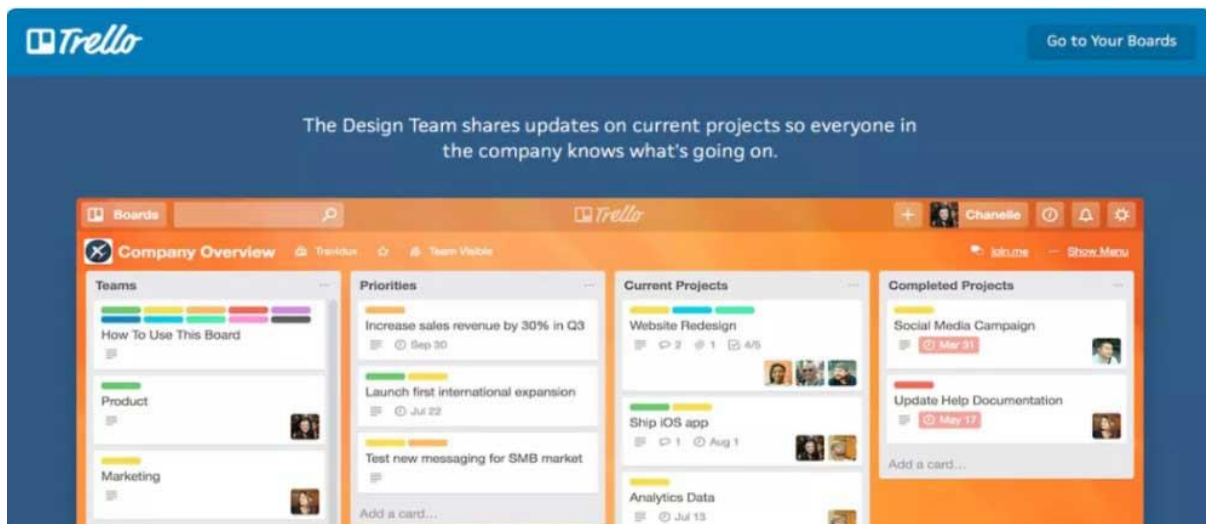 Trello
Go to Your Boards
The Design Team shares updates on current projects so everyone in
the company knows what's going on.
Boards
Trello
Chanelle
Company Overview
Team Visible
join.me
Show Menu
Teams
How To Use This Board
Product
Marketing
Priorities
Increase sales revenue by 30% in Q3
Sep 30
Launch first international expansion
Jul 22
Test new messaging for SMB market
Add a card...
Current Projects
Website Redesign
2 1 4/5
Ship iOS app
1 Aug 1
Analytics Data
Jul 13
Completed Projects
Social Media Campaign
Mar 31
Update Help Documentation
May 17
Add a card...